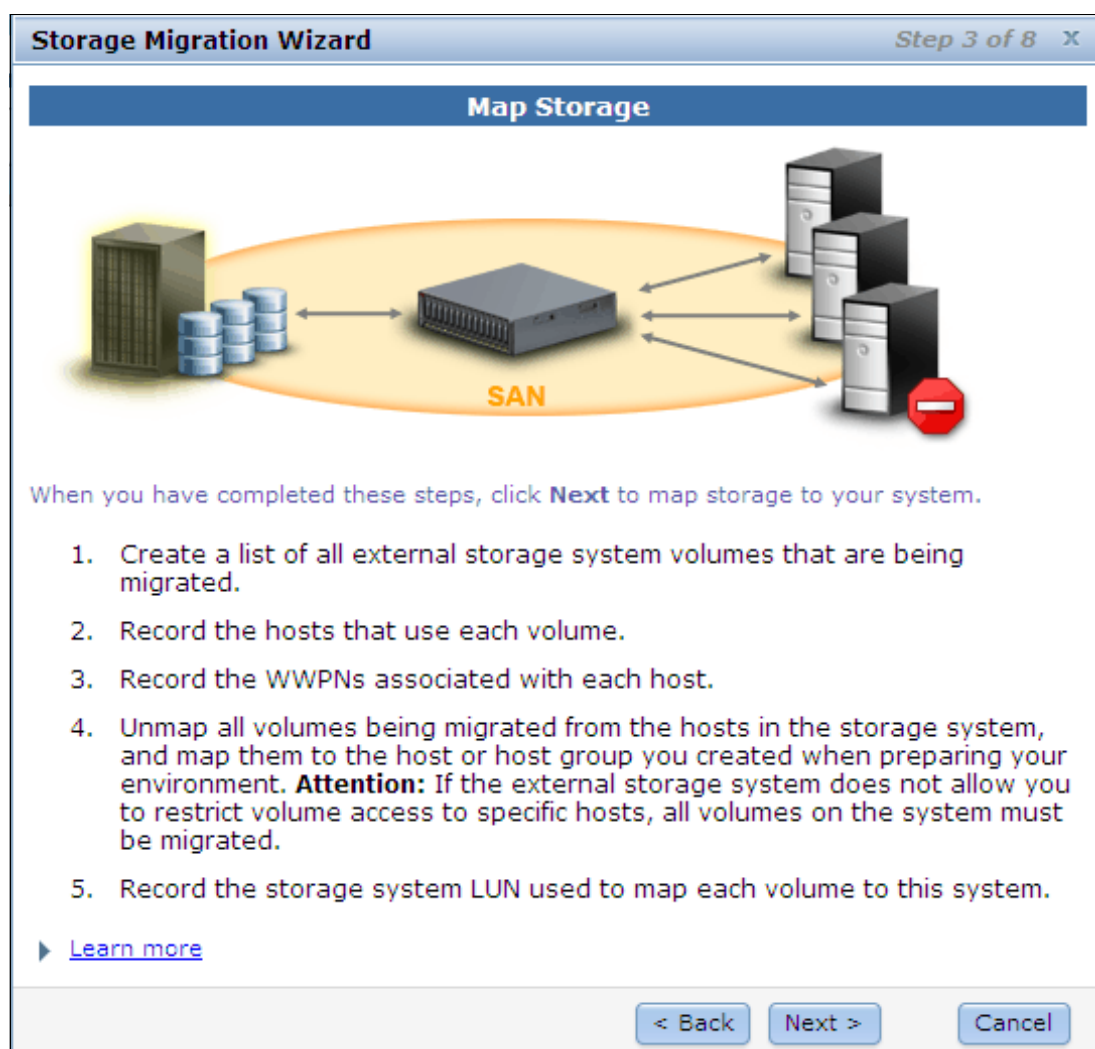 Storage Migration Wizard
Step 3 of 8 X
Map Storage
SAN
When you have completed these steps, click Next to map storage to your system.
1. Create a list of all external storage system volumes that are being
migrated.
2. Record the hosts that use each volume.
3. Record the WWPNs associated with each host.
4. Unmap all volumes being migrated from the hosts in the storage system,
and map them to the host or host group you created when preparing your
environment. Attention: If the external storage system does not allow you
to restrict volume access to specific hosts, all volumes on the system must
be migrated.
5. Record the storage system LUN used to map each volume to this system.
Learn more
< Back Next > Cancel